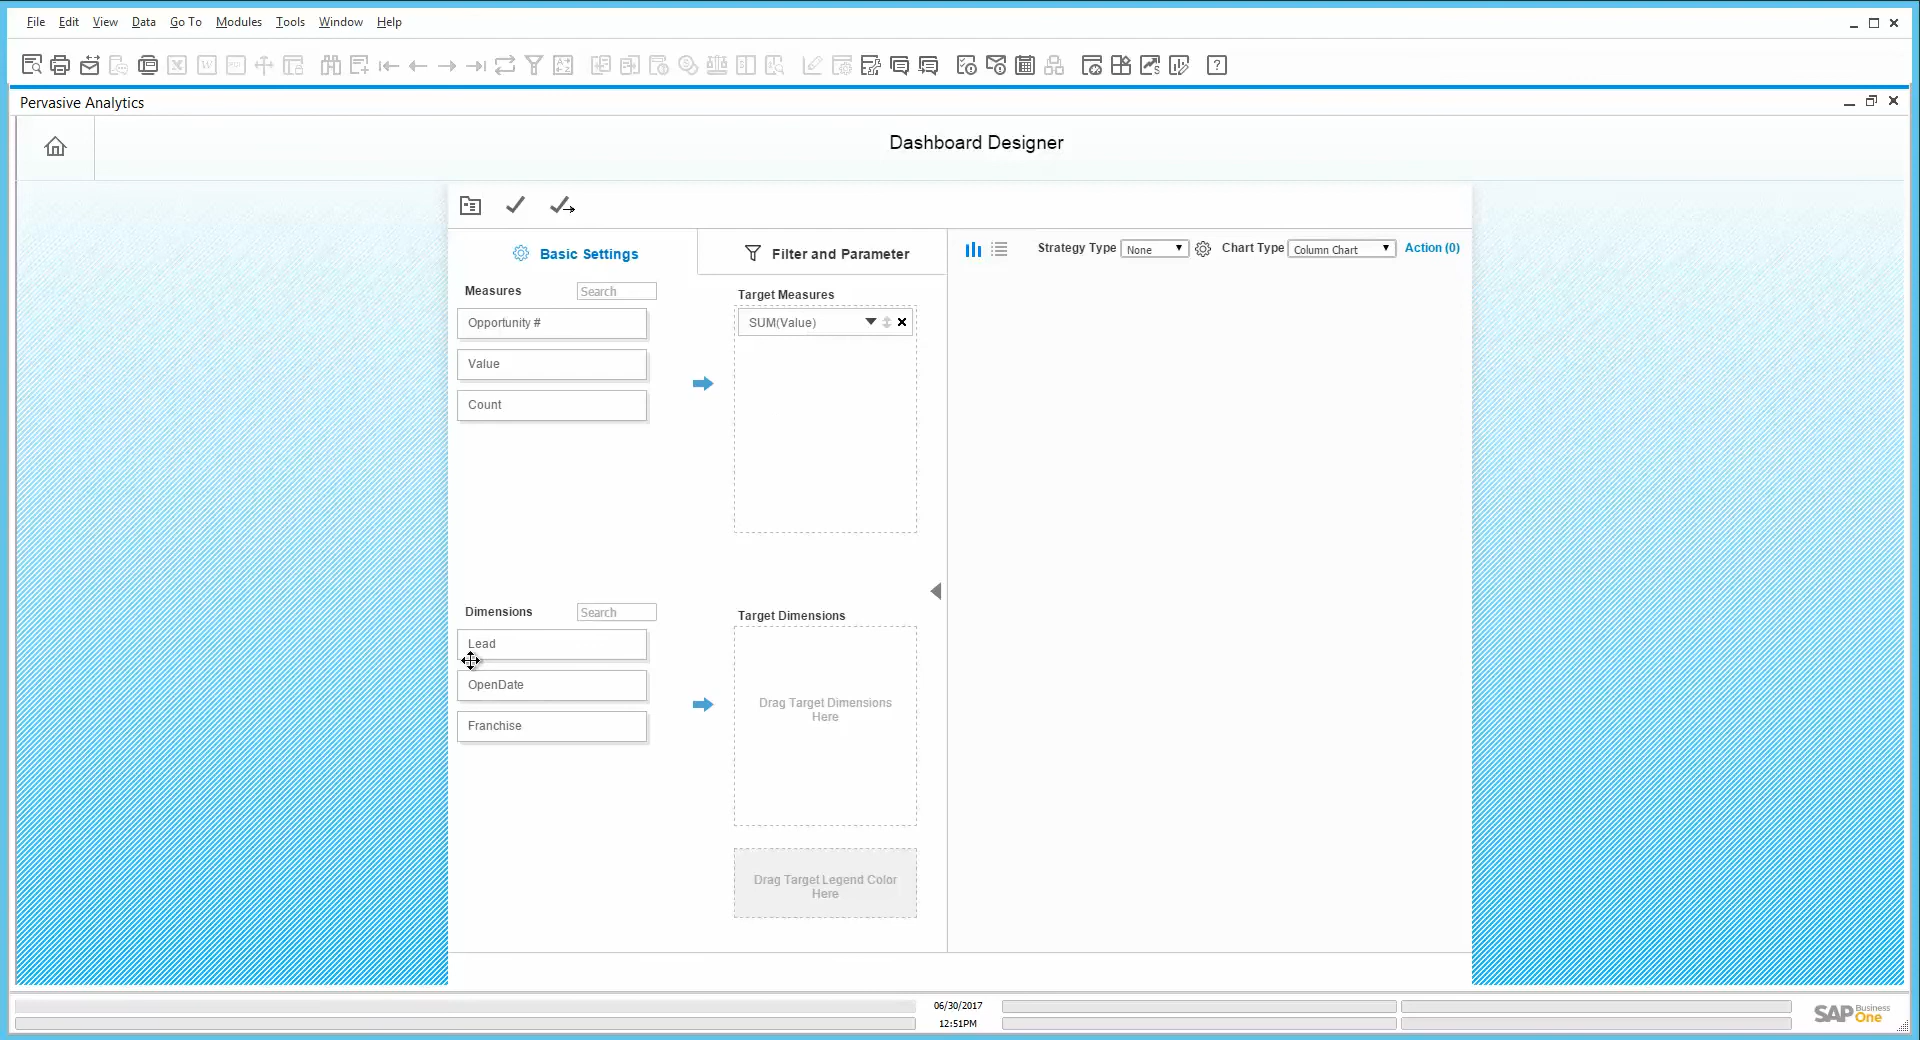 File Edit View Data Go To Modules Tools Window Help
Pervasive Analytics
Dashboard Designer
Basic Settings
Filter and Parameter
Strategy Type None Chart Type Column Chart Action (0)
Measures Search
Target Measures
Opportunity #
SUM(Value)
Value
Count
Dimensions Search
Target Dimensions
Lead
OpenDate
Franchise
Drag Target Dimensions
Here
Drag Target Legend Color
Here
06/30/2017
12:51PM
SAP Business One